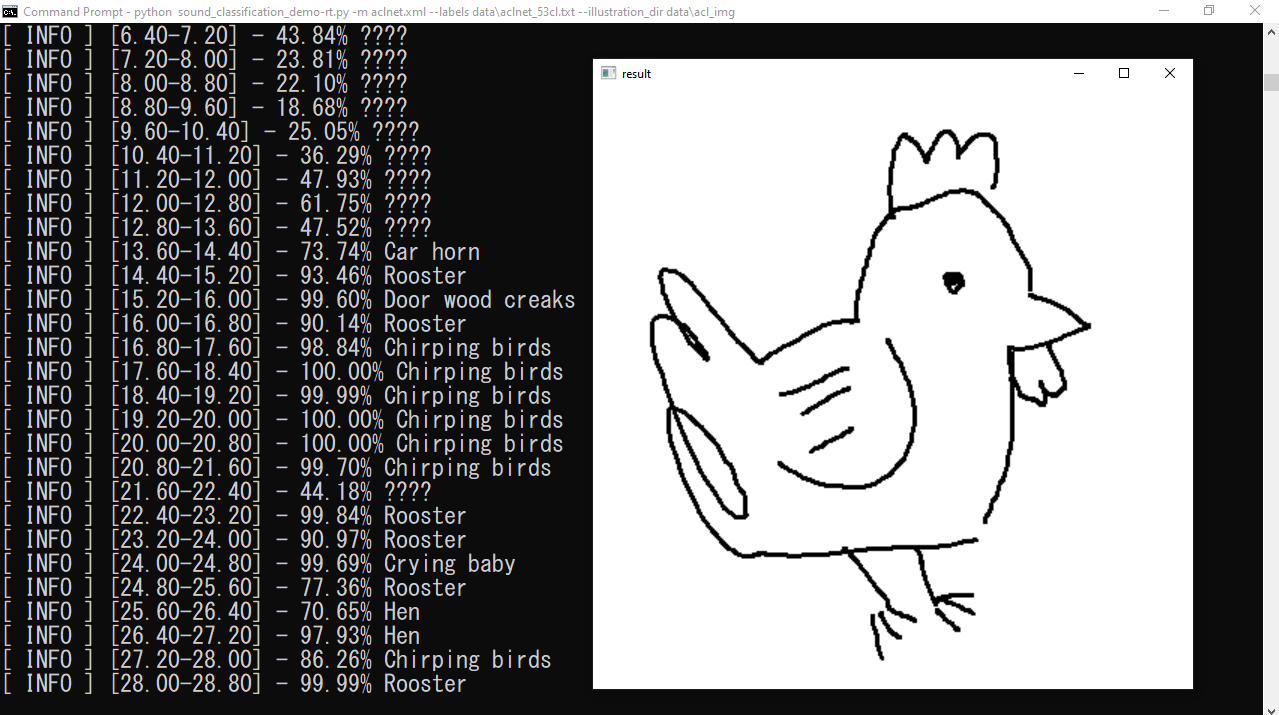 Command Prompt - python  sound_classification_demo-rt.py -m aclnet.xml --labels data\aclnet_53cl.txt --illustration_dir data\acl_img
[ INFO ] [6.40-7.20] - 43.84% ????
[ INFO ] [7.20-8.00] - 23.81% ????
[ INFO ] [8.00-8.80] - 22.10% ????
[ INFO ] [8.80-9.60] - 18.68% ????
[ INFO ] [9.60-10.40] - 25.05% ????
[ INFO ] [10.40-11.20] - 36.29% ????
[ INFO ] [11.20-12.00] - 47.93% ????
[ INFO ] [12.00-12.80] - 61.75% ????
[ INFO ] [12.80-13.60] - 47.52% ????
[ INFO ] [13.60-14.40] - 73.74% Car horn
[ INFO ] [14.40-15.20] - 93.46% Rooster
[ INFO ] [15.20-16.00] - 99.60% Door wood creaks
[ INFO ] [16.00-16.80] - 90.14% Rooster
[ INFO ] [16.80-17.60] - 98.84% Chirping birds
[ INFO ] [17.60-18.40] - 100.00% Chirping birds
[ INFO ] [18.40-19.20] - 99.99% Chirping birds
[ INFO ] [19.20-20.00] - 100.00% Chirping birds
[ INFO ] [20.00-20.80] - 100.00% Chirping birds
[ INFO ] [20.80-21.60] - 99.70% Chirping birds
[ INFO ] [21.60-22.40] - 44.18% ????
[ INFO ] [22.40-23.20] - 99.84% Rooster
[ INFO ] [23.20-24.00] - 90.97% Rooster
[ INFO ] [24.00-24.80] - 99.69% Crying baby
[ INFO ] [24.80-25.60] - 77.36% Rooster
[ INFO ] [25.60-26.40] - 70.65% Hen
[ INFO ] [26.40-27.20] - 97.93% Hen
[ INFO ] [27.20-28.00] - 86.26% Chirping birds
[ INFO ] [28.00-28.80] - 99.99% Rooster
result